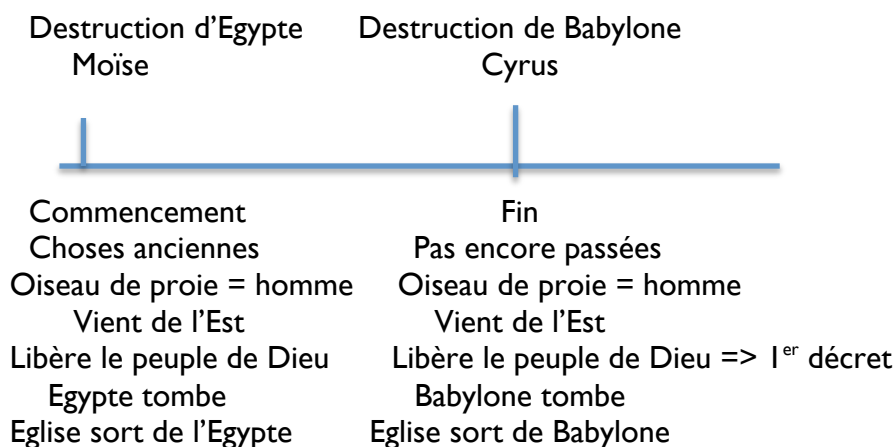 Destruction d’Egypte Destruction de Babylone
Moïse Cyrus
Commencement Fin
Choses anciennes Pas encore passées
Oiseau de proie = homme Oiseau de proie = homme
Vient de l’Est Vient de l’Est
Libère le peuple de Dieu Libère le peuple de Dieu => 1er décret
Egypte tombe Babylone tombe
Eglise sort de l’Egypte Eglise sort de Babylone